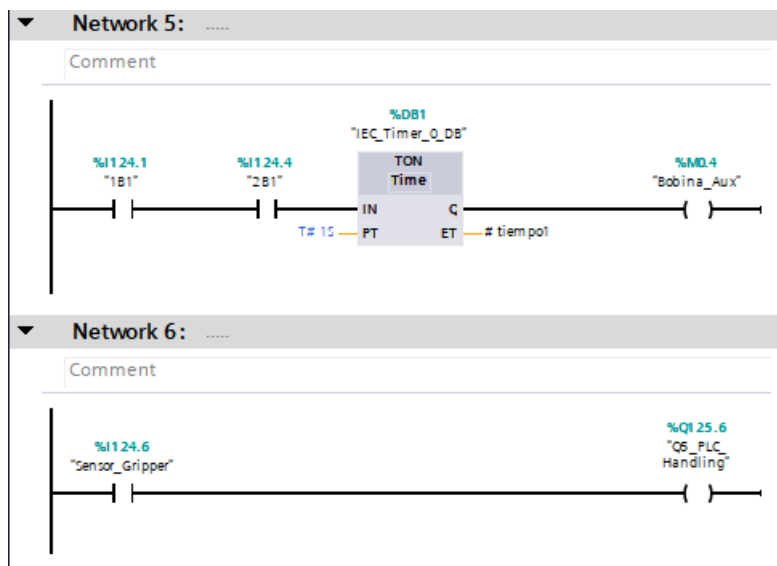 Network 5: .....
Comment
%DB1
"IEC_Timer_0_DB"
%I124.1
"1B1"
%I124.4
"2B1"
TON
Time
%M0.4
"Bobina_Aux"
IN
Q
T# 1S
PT
ET
# tiempo1
Network 6: .....
Comment
%I124.6
"Sensor_Gripper"
%Q125.6
"Q6_PLC_
Handling"